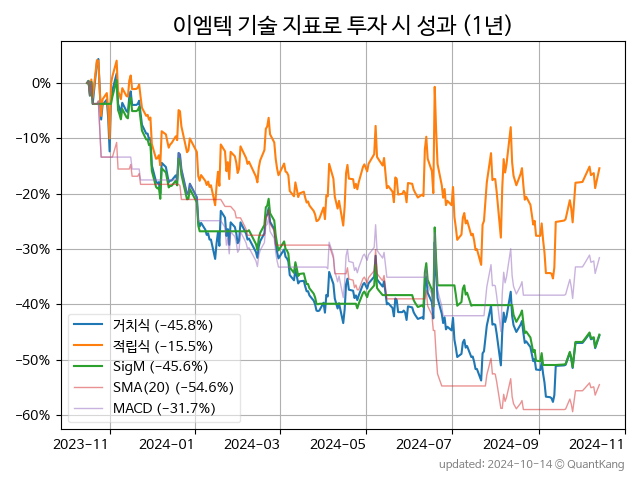 이엠텍 기술 지표로 투자 시 성과 (1년)
0%
−10%
−20%
−30%
−40%
−50%
−60%
거치식 (−45.8%)
적립식 (−15.5%)
SigM (−45.6%)
SMA(20) (−54.6%)
MACD (−31.7%)
2023−11 2024−01 2024−03 2024−05 2024−07 2024−09 2024−11
updated: 2024−10−14 © QuantKang